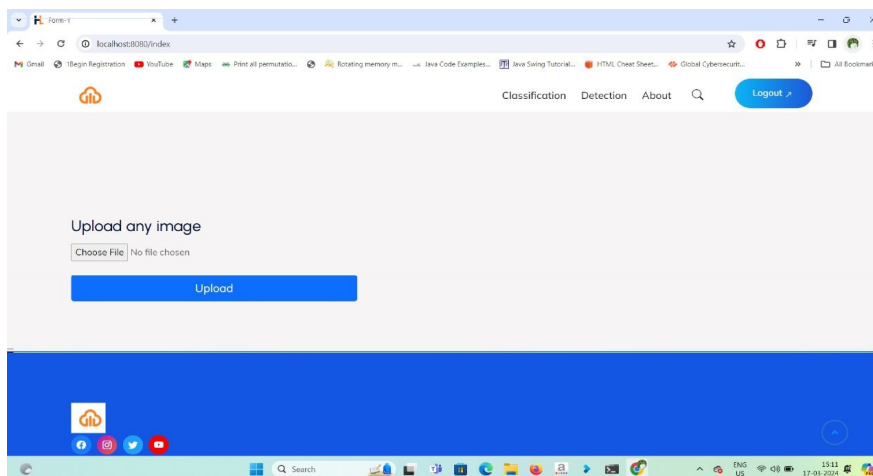 Form-1
localhost:8080/index
Gmail 1Begin Registration YouTube Maps Print all permutatio... Rotating memory m... Java Code Examples... Java Swing Tutorial... HTML Cheat Sheet... Global Cybersecurit... All Bookmark
Classification Detection About Logout
Upload any image
Choose File No file chosen
Upload
Search
ENG 15:11
US 17-03-2024